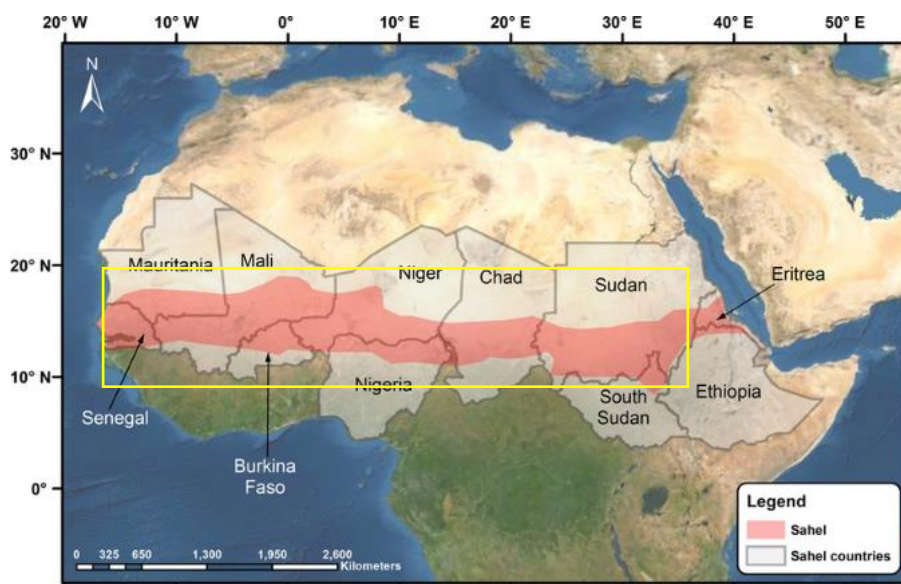 20° W 10° W 0° 10° E 20° E 30° E 40° E 50° E
N
30° N
20° N
10° N
0°
Mauritania
Mali
Niger
Chad
Sudan
Eritrea
Senegal
Nigeria
South
Sudan
Ethiopia
Burkina
Faso
Legend
Sahel
Sahel countries
0 325 650 1,300 1,950 2,600
Kilometers